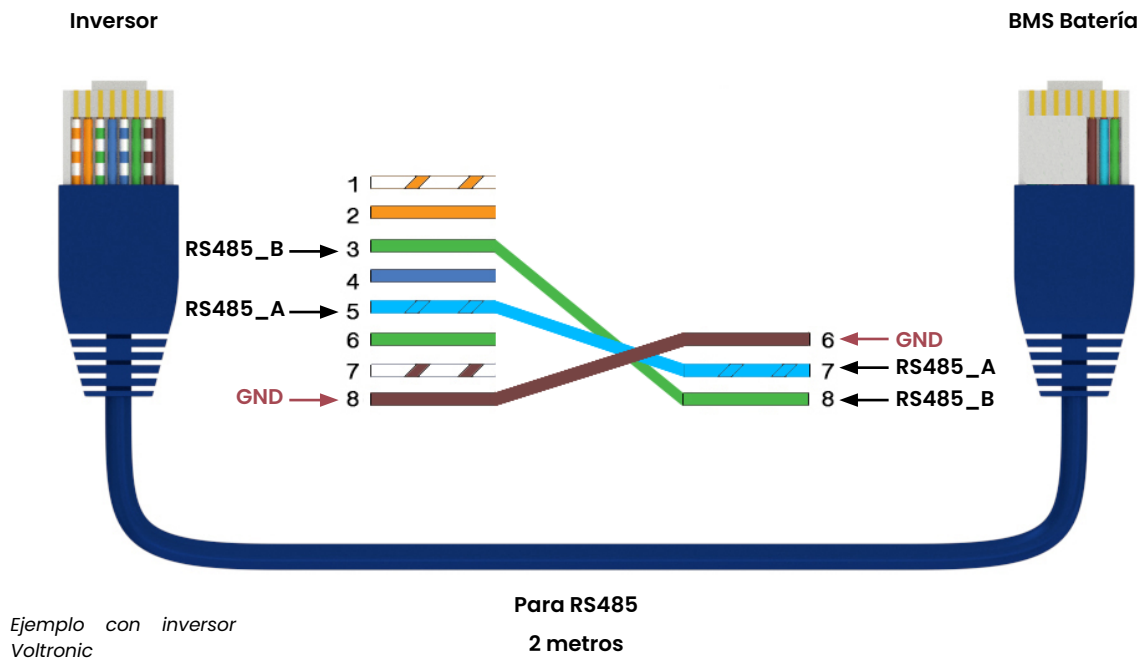 Inversor
BMS Batería
1
2
RS485_B
3
4
RS485_A
5
6
7
GND
8
6
GND
7
RS485_A
8
RS485_B
Para RS485
2 metros
Ejemplo con inversor
Voltronic